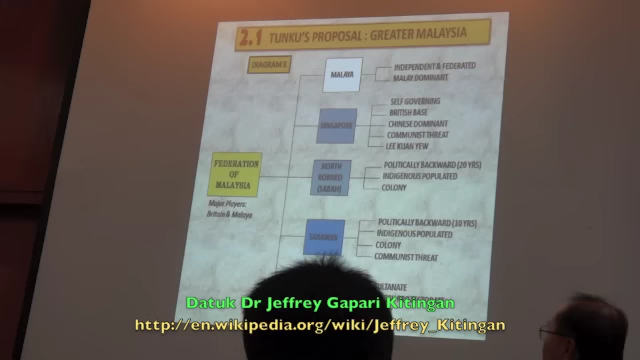 2.1 TUNKU'S PROPOSAL : GREATER MALAYSIA
DIAGRAM 5
MALAYA
INDEPENDENT & FEDERATED
MALAY DOMINANT
SINGAPORE
SELF GOVERNING
BRITISH BASE
CHINESE DOMINANT
COMMUNIST THREAT
LEE KUAN YEW
FEDERATION
OF
MALAYSIA
Major Players:
Britain & Malaya
NORTH
BORNEO
(SABAH)
POLITICALLY BACKWARD (20 YRS)
INDIGENOUS POPULATED
COLONY
SARAWAK
POLITICALLY BACKWARD (10 YRS)
INDIGENOUS POPULATED
COLONY
COMMUNIST THREAT
Datuk Dr Jeffrey Gapari Kitingan
http://en.wikipedia.org/wiki/Jeffrey_Kitingan